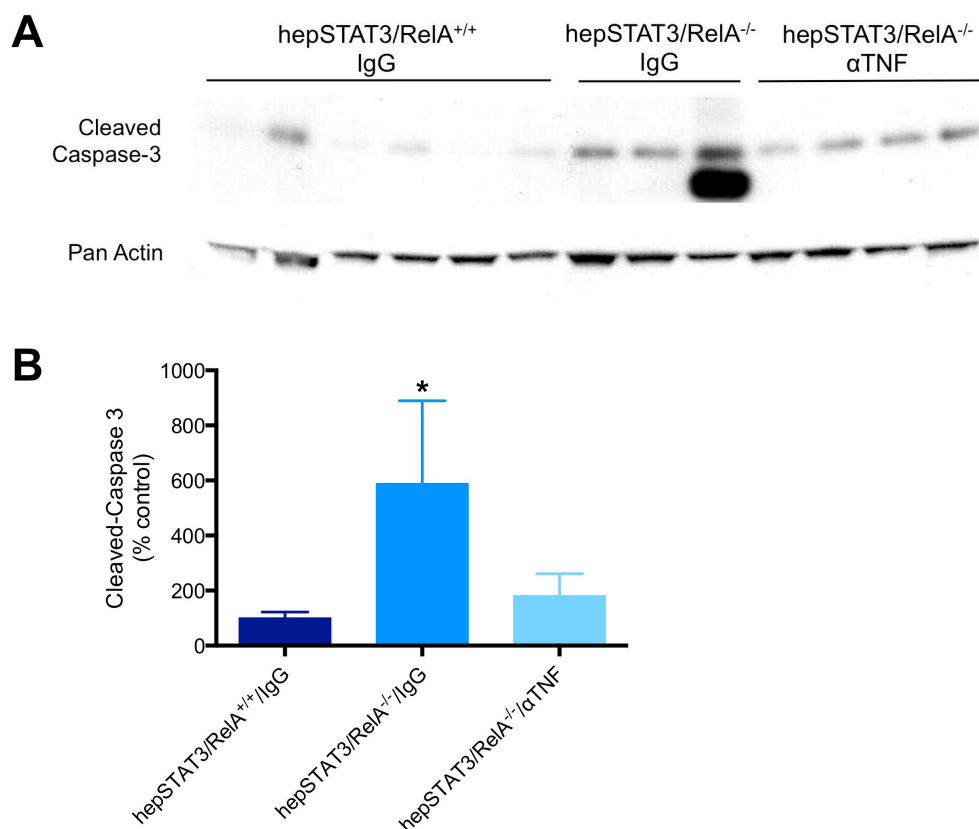 A
hepSTAT3/RelA⁺/⁺
IgG
hepSTAT3/RelA⁻/⁻
IgG
hepSTAT3/RelA⁻/⁻
αTNF
Cleaved
Caspase-3
Pan Actin
B
Cleaved-Caspase 3
(% control)
1000
800
600
400
200
0
*
hepSTAT3/RelA⁺/⁺/IgG
hepSTAT3/RelA⁻/⁻/IgG
hepSTAT3/RelA⁻/⁻/αTNF